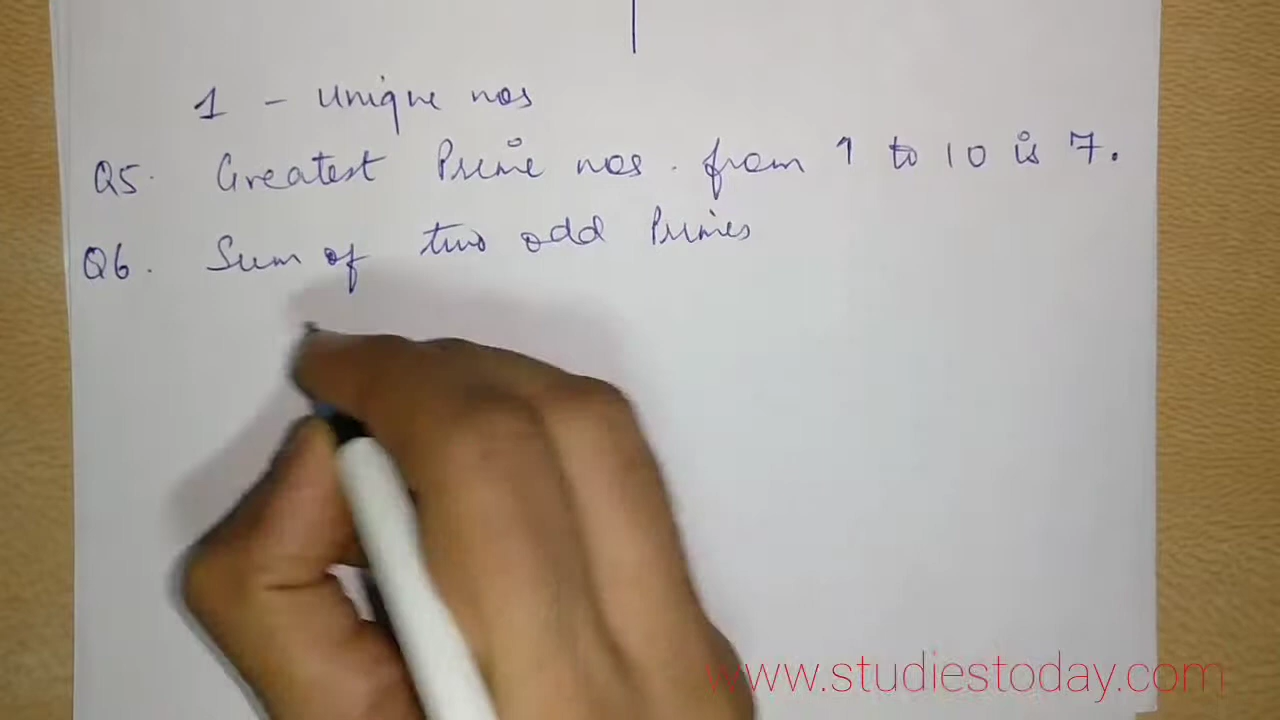 1 - Unique nos
Q5. Greatest Prime nos. from 1 to 10 is 7.
Q6. Sum of two odd Primes
www.studiestoday.com